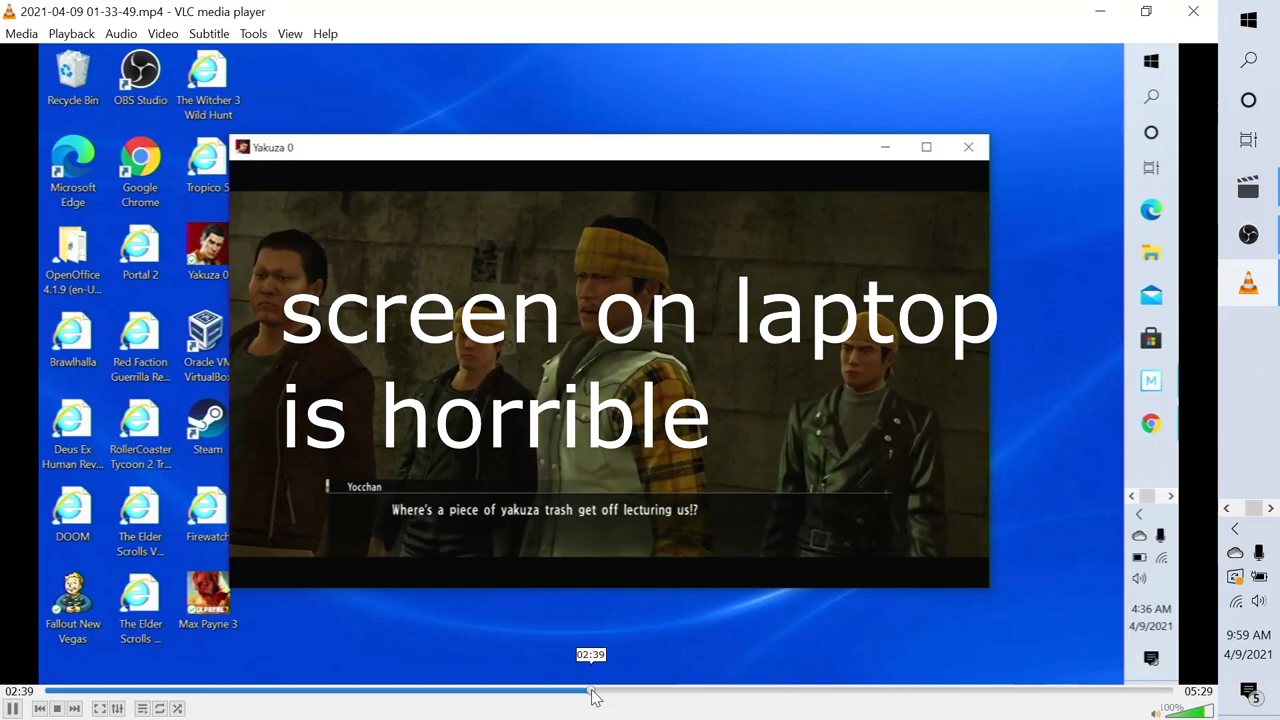 2021-04-09 01-33-49.mp4 - VLC media player
Media Playback Audio Video Subtitle Tools View Help
Recycle Bin
OBS Studio
The Witcher 3
Wild Hunt
Microsoft
Edge
Google
Chrome
Tropico 5
OpenOffice
4.1.9 (en-U...
Portal 2
Yakuza 0
Brawlhalla
Red Faction
Guerrilla Re...
Oracle VM
VirtualBox
Deus Ex
Human Rev...
RollerCoaster
Tycoon 2 Tr...
Steam
DOOM
The Elder
Scrolls V...
Firewatch
Fallout New
Vegas
The Elder
Scrolls ...
Max Payne 3
Yakuza 0
screen on laptop
is horrible
Yocchan
Where's a piece of yakuza trash get off lecturing us!?
M
4:36 AM
4/9/2021
02:39
02:39
05:29
100%
9:59 AM
4/9/2021
5